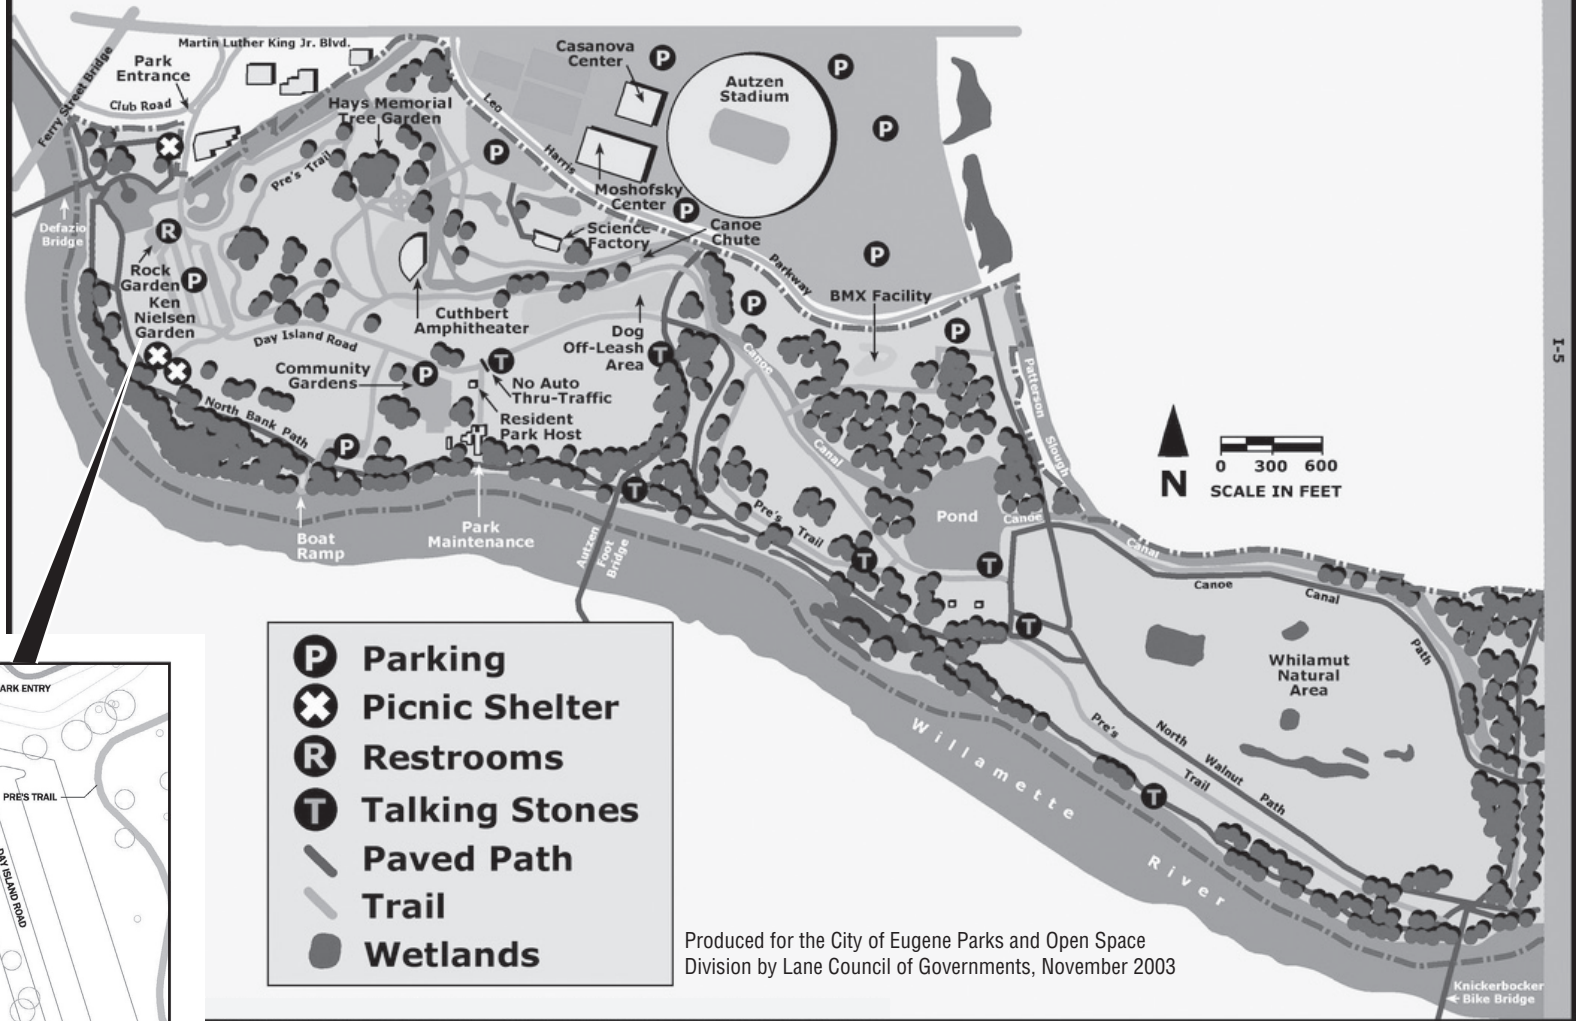 Martin Luther King Jr. Blvd.
Park
Entrance
Club Road
Ferry Street Bridge
Hays Memorial
Tree Garden
Pre's Trail
Leo
Harris
Parkway
Casanova
Center
Autzen
Stadium
Moshofsky
Center
Science
Factory
Canoe
Chute
BMX Facility
Defazio
Bridge
Rock
Garden
Ken
Nielsen
Garden
Cuthbert
Amphitheater
Dog
Off-Leash
Area
Day Island Road
Community
Gardens
No Auto
Thru-Traffic
Resident
Park Host
North Bank Path
Boat
Ramp
Park
Maintenance
Autzen
Foot
Bridge
Canoe
Canal
Pre's
Trail
Pond
Patterson
Slough
Canoe
Canal
Canoe
Canal
Path
Whilamut
Natural
Area
Pre's
Trail
North
Walnut
Path
Willamette
River
Knickerbocker
Bike Bridge
I-5
N
0 300 600
SCALE IN FEET
P
P
P
P
P
P
P
P
P
P
P
R
T
T
T
T
T
T
T
P Parking
Picnic Shelter
R Restrooms
T Talking Stones
Paved Path
Trail
Wetlands
Produced for the City of Eugene Parks and Open Space
Division by Lane Council of Governments, November 2003
ARK ENTRY
PRE'S TRAIL
DAY ISLAND ROAD